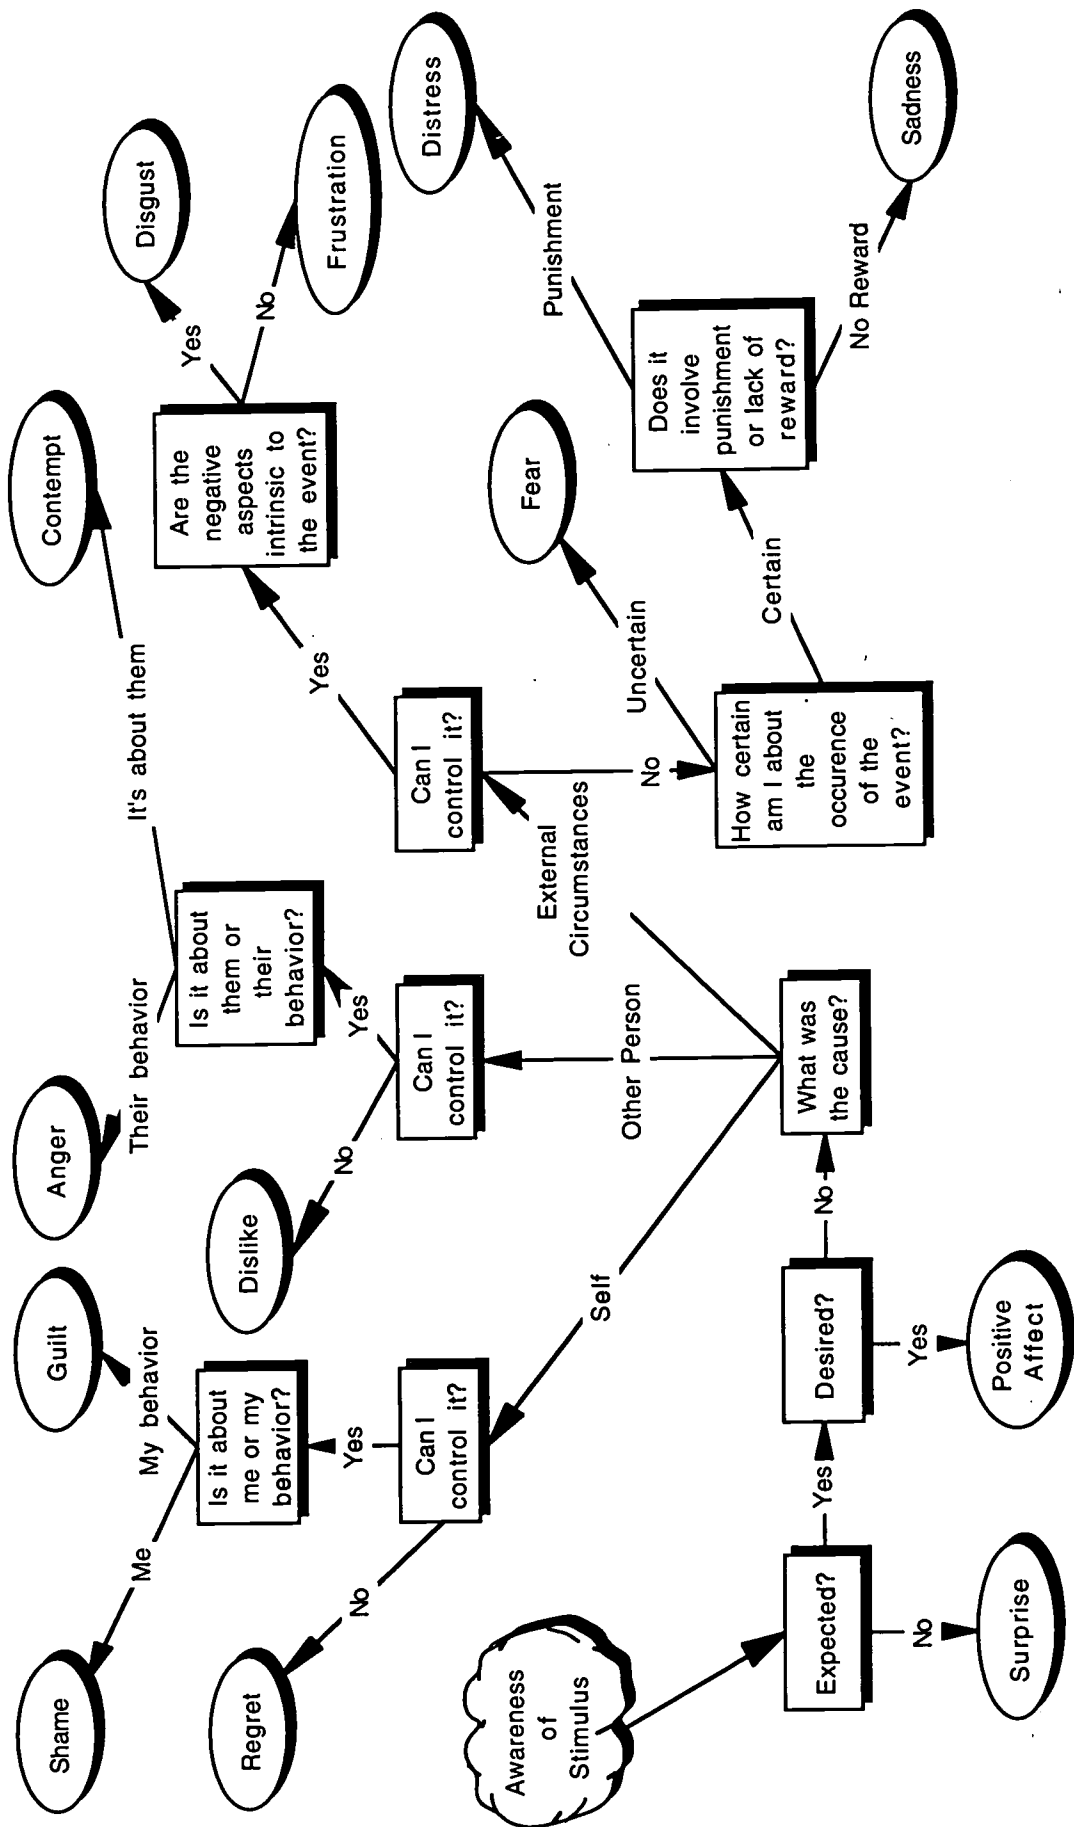 Shame
Me
My behavior
Guilt
Anger
Their behavior
It's about them
Contempt
Disgust
Regret
No
Is it about
me or my
behavior?
Yes
Can I
control it?
Dislike
No
Is it about
them or
their
behavior?
Yes
Can I
control it?
Are the
negative
aspects
intrinsic to
the event?
Yes
No
Frustration
Yes
Can I
control it?
External
Circumstances
No
Uncertain
Fear
Punishment
Distress
Awareness
of
Stimulus
Self
Other Person
How certain
am I about
the
occurence
of the
event?
Certain
Does it
involve
punishment
or lack of
reward?
No Reward
Sadness
Expected?
Yes
Desired?
No
What was
the cause?
No
Surprise
Yes
Positive
Affect